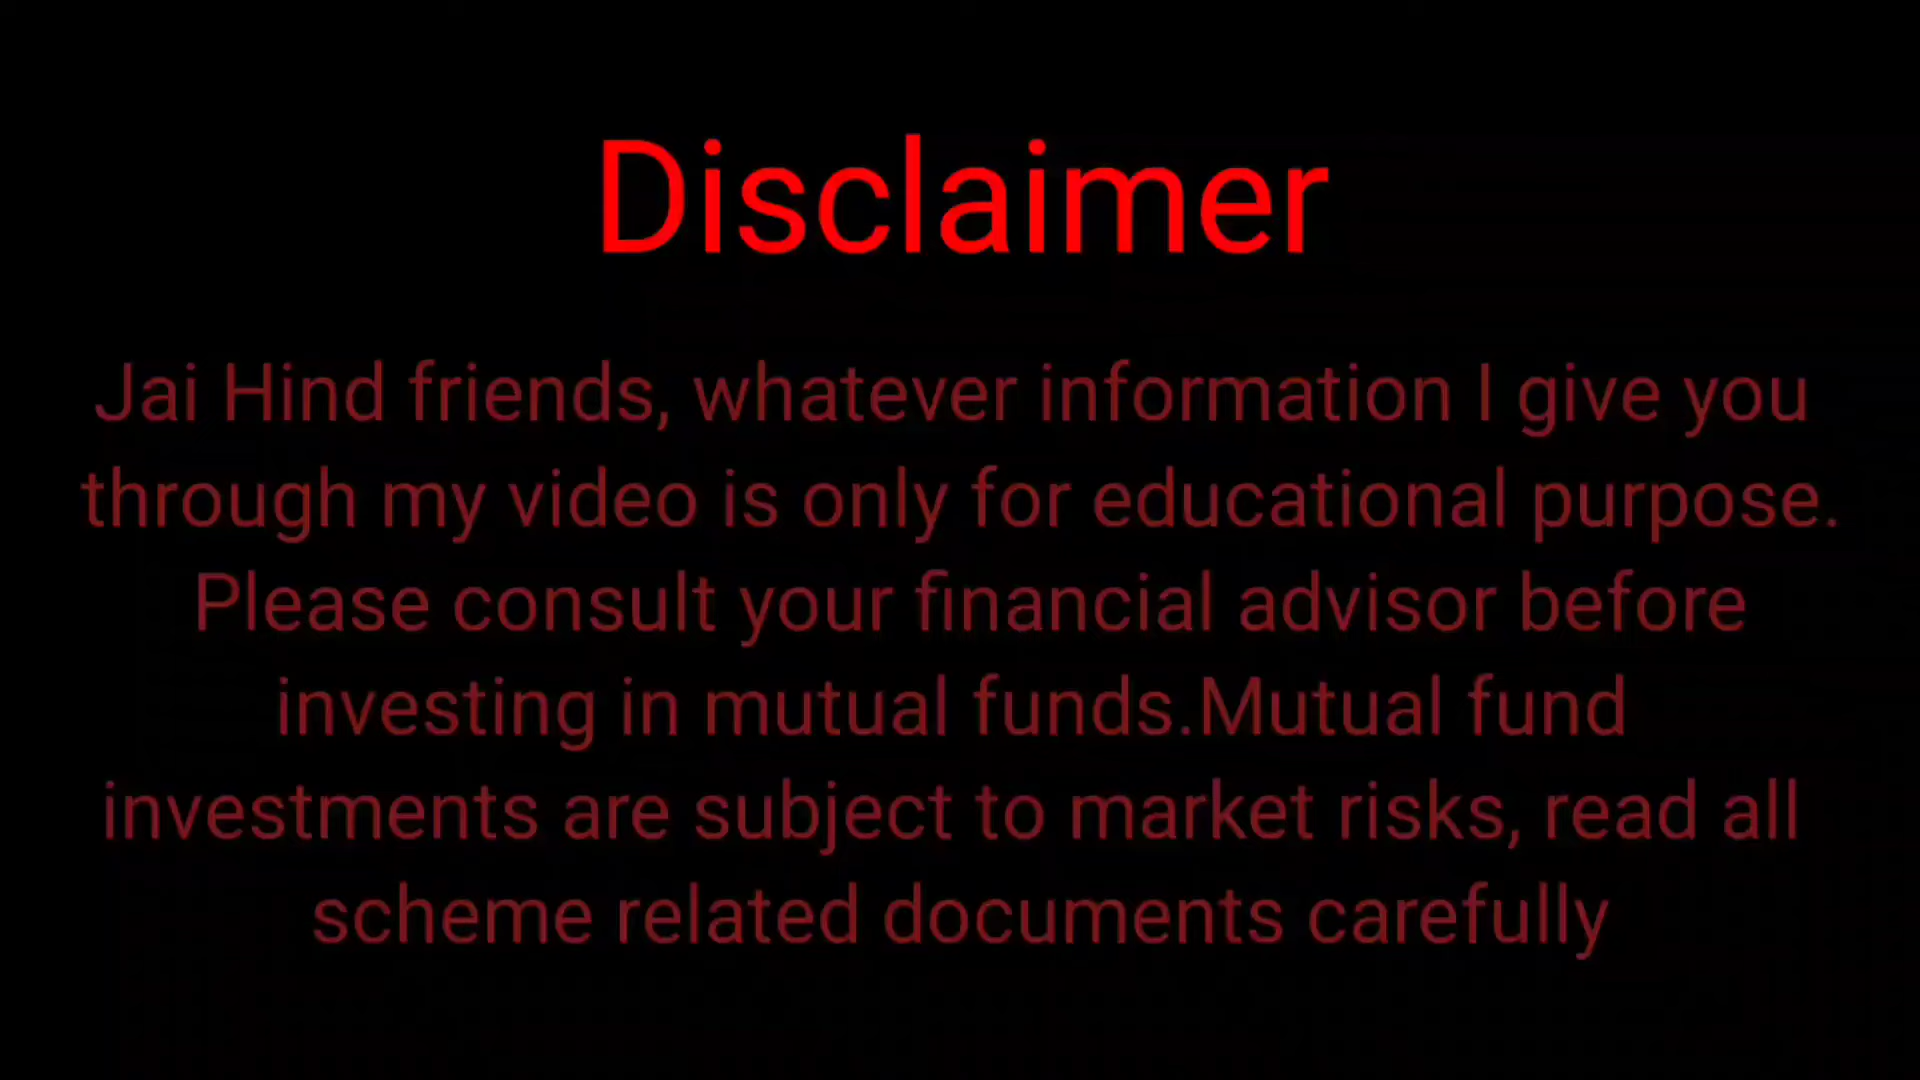 Disclaimer
Jai Hind friends, whatever information I give you
through my video is only for educational purpose.
Please consult your financial advisor before
investing in mutual funds.Mutual fund
investments are subject to market risks, read all
scheme related documents carefully